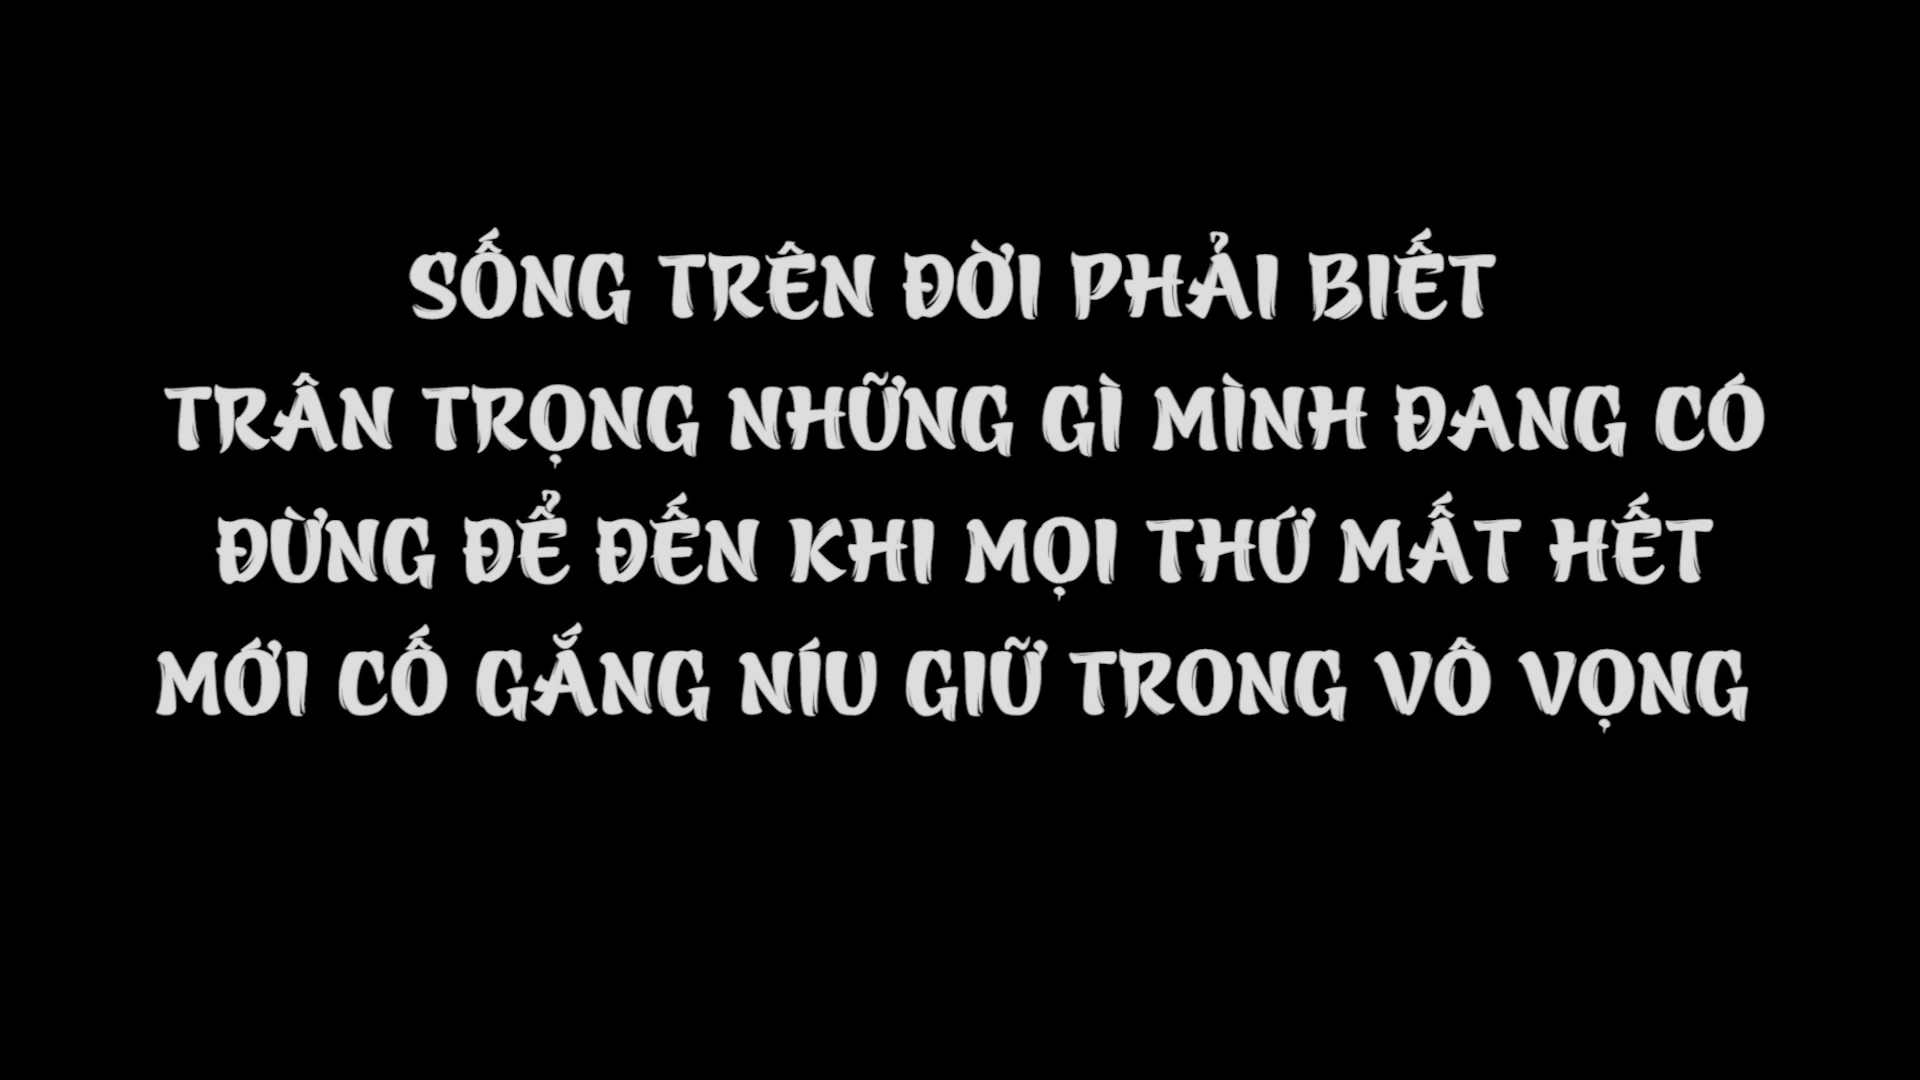 SỐNG TRÊN ĐỜI PHẢI BIẾT
TRÂN TRỌNG NHỮNG GÌ MÌNH ĐANG CÓ
ĐỪNG ĐỂ ĐẾN KHI MỌI THỨ MẤT HẾT
MỚI CỐ GẮNG NÍU GIỮ TRONG VÔ VỌNG